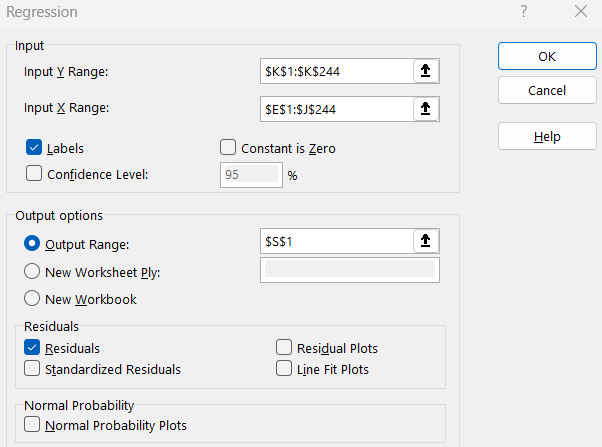 Regression ? ×
Input
Input Y Range: $K$1:$K$244
Input X Range: $E$1:$J$244
Labels Constant is Zero
Confidence Level: 95 %
OK
Cancel
Help
Output options
Output Range: $S$1
New Worksheet Ply:
New Workbook
Residuals
Residuals Residual Plots
Standardized Residuals Line Fit Plots
Normal Probability
Normal Probability Plots